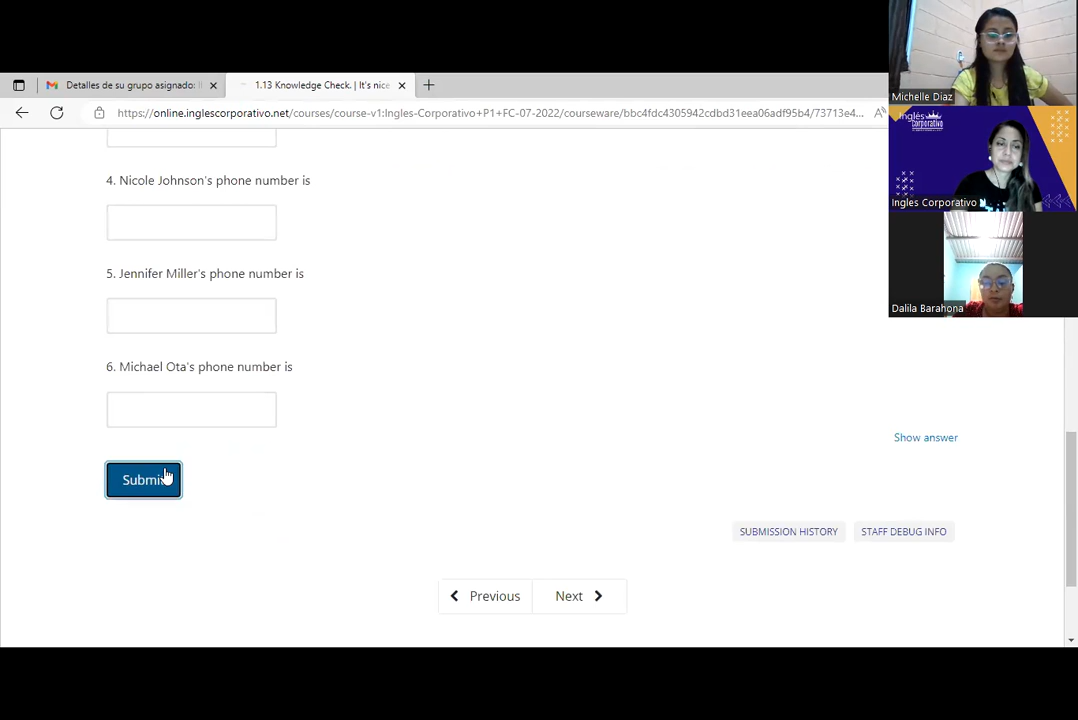 Detalles de su grupo asignado: I
1.13 Knowledge Check. | It's nice
https://online.inglescorporativo.net/courses/course-v1:Ingles-Corporativo+P1+FC-07-2022/courseware/bbc4fdc4305942cdbd31eea06adf95b4/73713e4...
4. Nicole Johnson's phone number is
5. Jennifer Miller's phone number is
6. Michael Ota's phone number is
Show answer
Submit
SUBMISSION HISTORY
STAFF DEBUG INFO
Previous
Next
Michelle Diaz
Inglés
Corporativo
Ingles Corporativo
Dalila Barahona